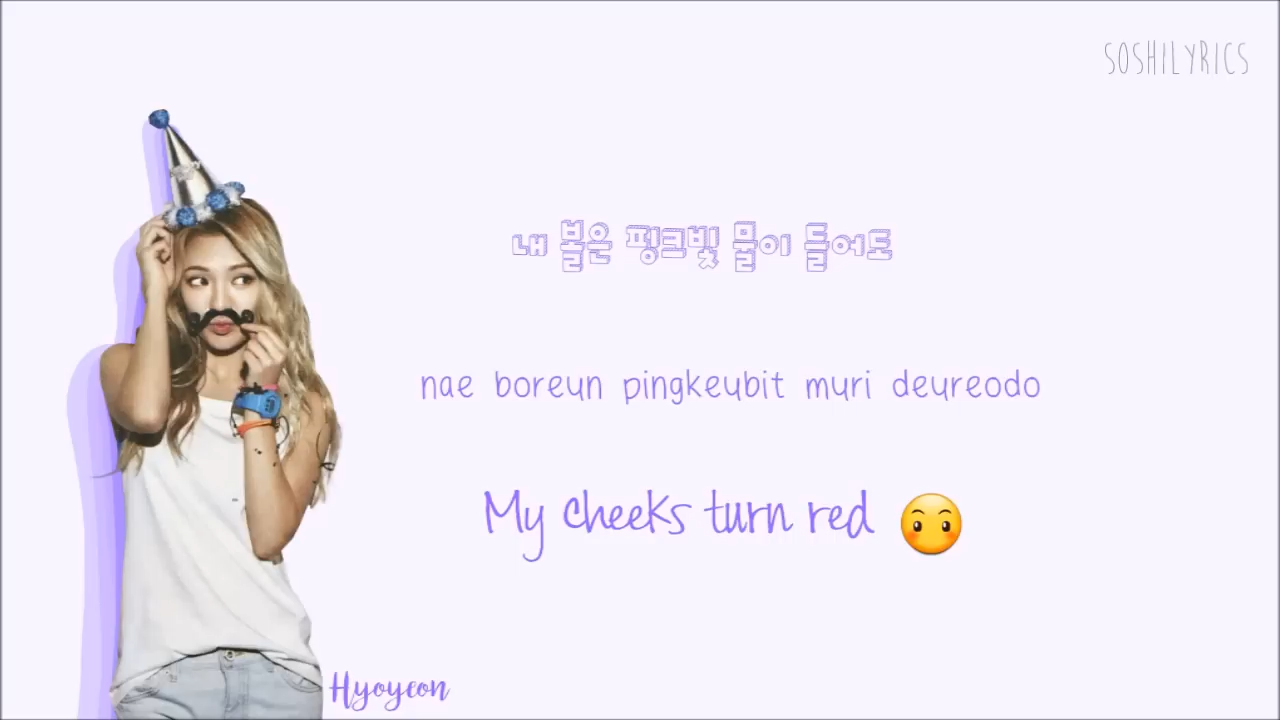 SOSHILYRICS
내 볼은 핑크빛 물이 들어도
nae boreun pingkeubit muri deureodo
My cheeks turn red 😶
Hyoyeon